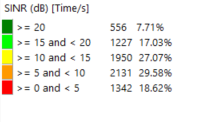 SINR (dB) [Time/s]
>= 20 556 7.71%
>= 15 and < 20 1227 17.03%
>= 10 and < 15 1950 27.07%
>= 5 and < 10 2131 29.58%
>= 0 and < 5 1342 18.62%